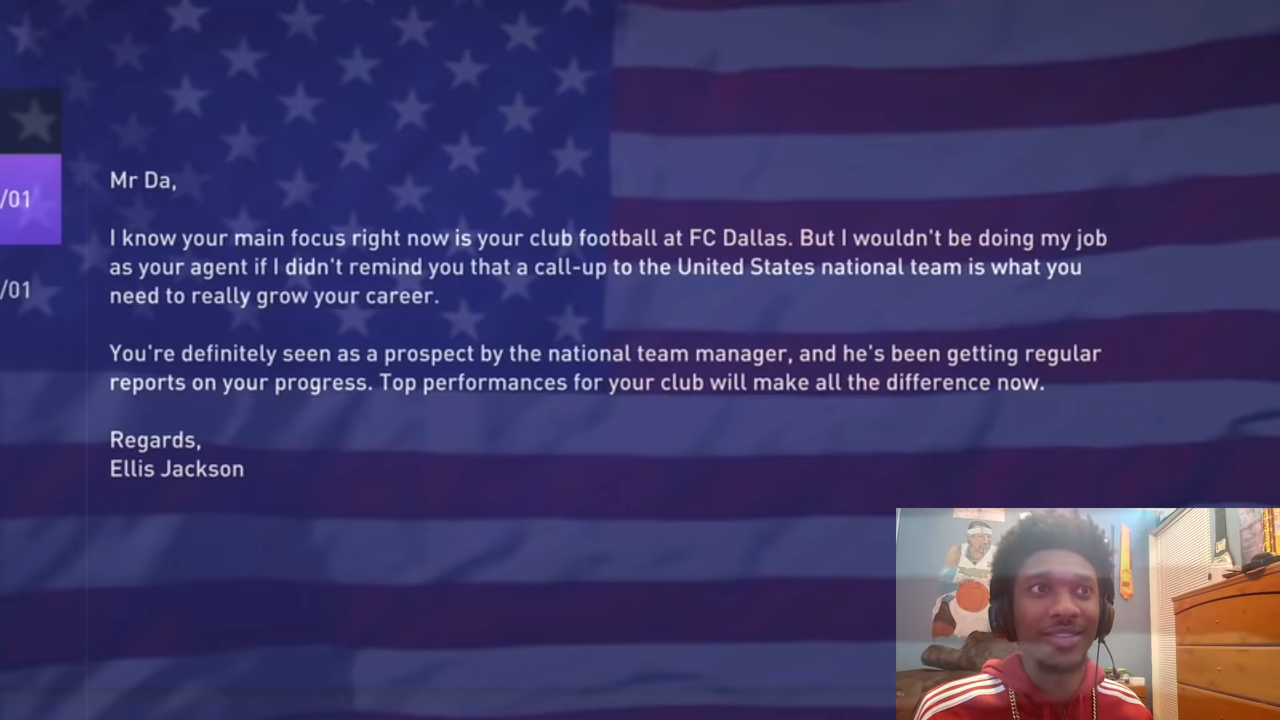 /01
/01
Mr Da,
I know your main focus right now is your club football at FC Dallas. But I wouldn't be doing my job
as your agent if I didn't remind you that a call-up to the United States national team is what you
need to really grow your career.
You're definitely seen as a prospect by the national team manager, and he's been getting regular
reports on your progress. Top performances for your club will make all the difference now.
Regards,
Ellis Jackson